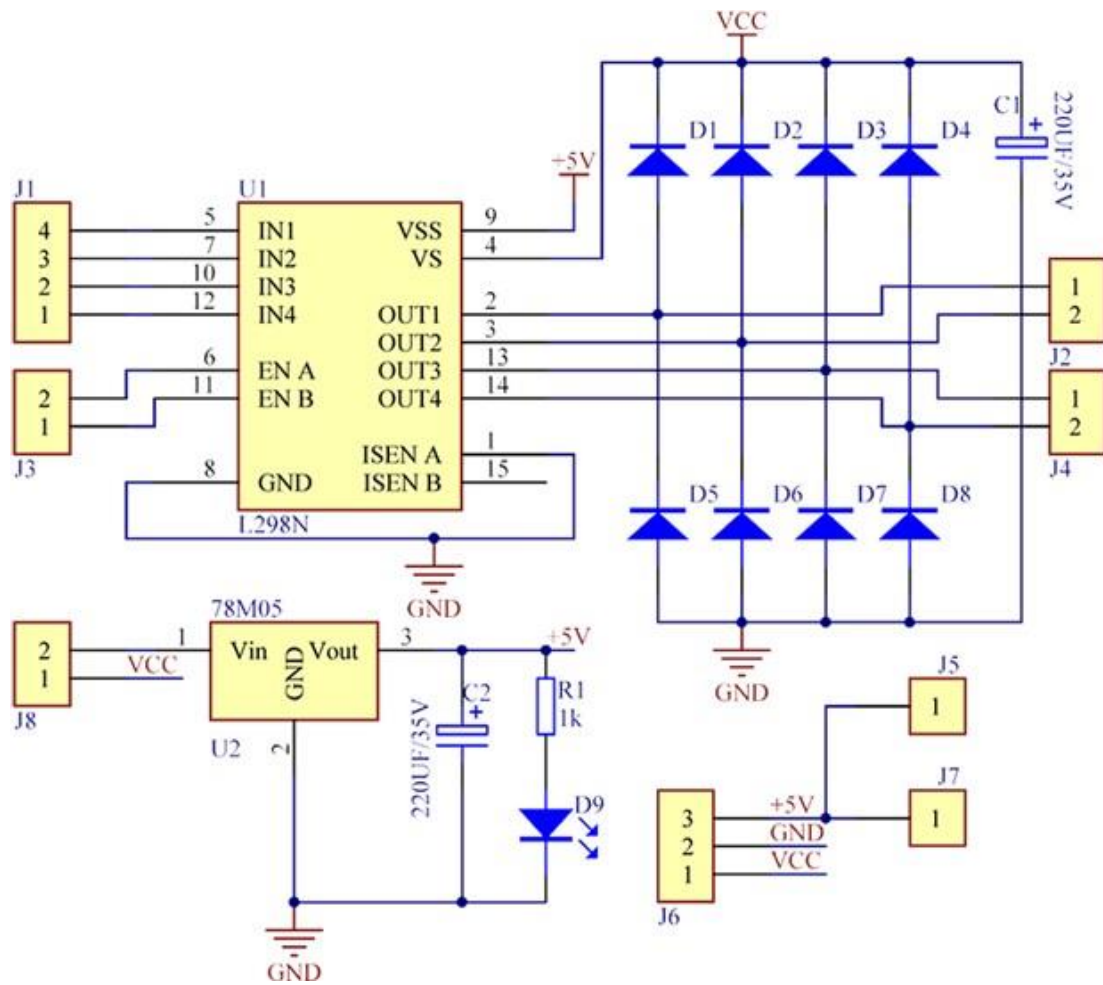 VCC
C1
220UF/35V
D1
D2
D3
D4
+5V
J1
U1
4
5
IN1
VSS
9
3
7
IN2
VS
4
2
10
IN3
1
12
IN4
OUT1
2
1
OUT2
3
2
6
EN A
OUT3
13
J2
2
11
EN B
OUT4
14
1
1
2
J3
ISEN A
1
J4
8
GND
ISEN B
15
L298N
D5
D6
D7
D8
GND
78M05
GND
2
1
Vin
GND
Vout
3
+5V
1
VCC
J8
U2
2
C2
220UF/35V
R1
1k
D9
GND
J5
1
J7
3
+5V
1
2
GND
1
VCC
J6